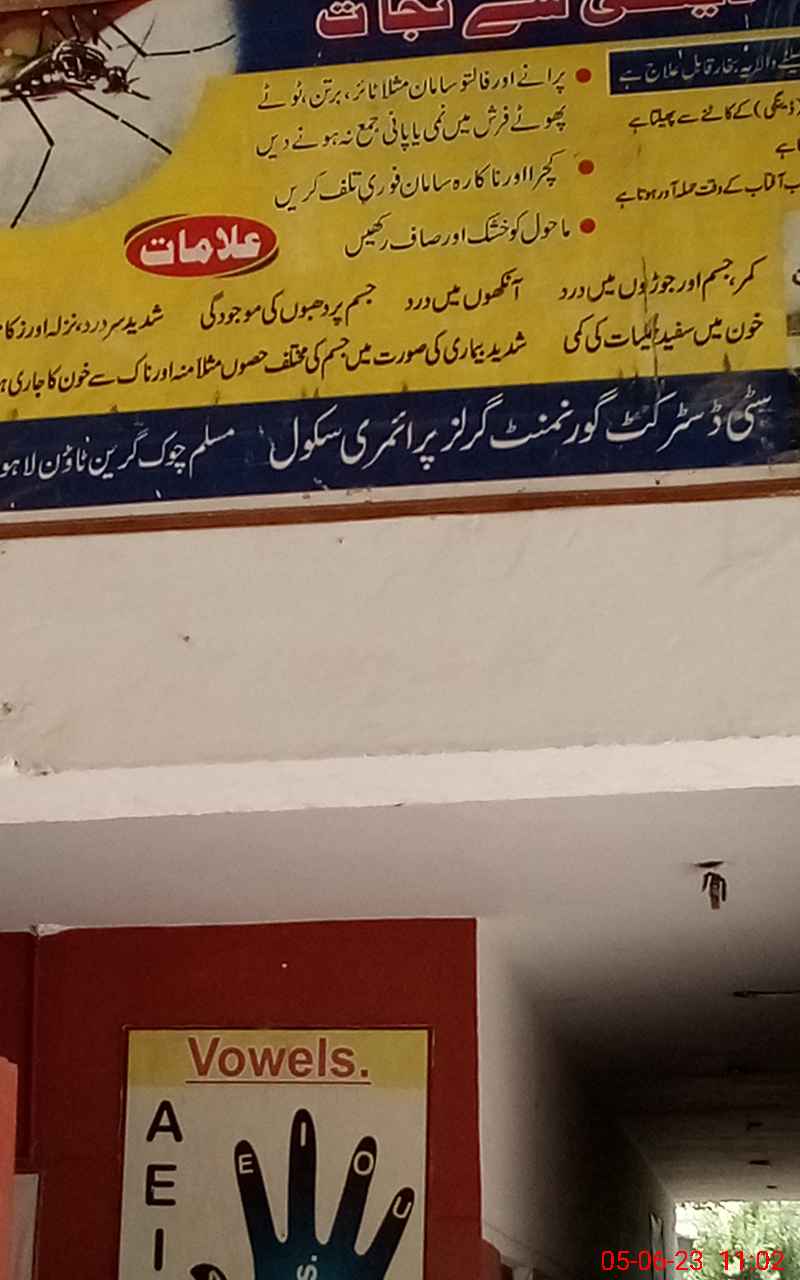 سے نجات
والا یہ بخار قابل علاج ہے
(ڈینگی) کے کاٹنے سے پھیلتا ہے
آفتاب کے وقت حملہ آور ہوتا ہے
پرانے اور فالتو سامان مثلا ٹائر، برتن، ٹوٹے
پھوٹے فرش میں نمی یا پانی جمع نہ ہونے دیں
کچرا اور ناکارہ سامان فوری تلف کریں
ماحول کو خشک اور صاف رکھیں
علامات
کمر، جسم اور جوڑوں میں درد آنکھوں میں درد جسم پر دھبوں کی موجودگی شدید سر درد، نزلہ اور
خون میں سفید خلیات کی کمی شدید بیماری کی صورت میں جسم کی مختلف حصوں مثلا منہ اور ناک سے خون کا جاری
سٹی ڈسٹرکٹ گورنمنٹ گرلز پرائمری سکول مسلم چوک گرین ٹاؤن
Vowels.
A
E
I
E
I
O
U
s.
05-06-23 11:02